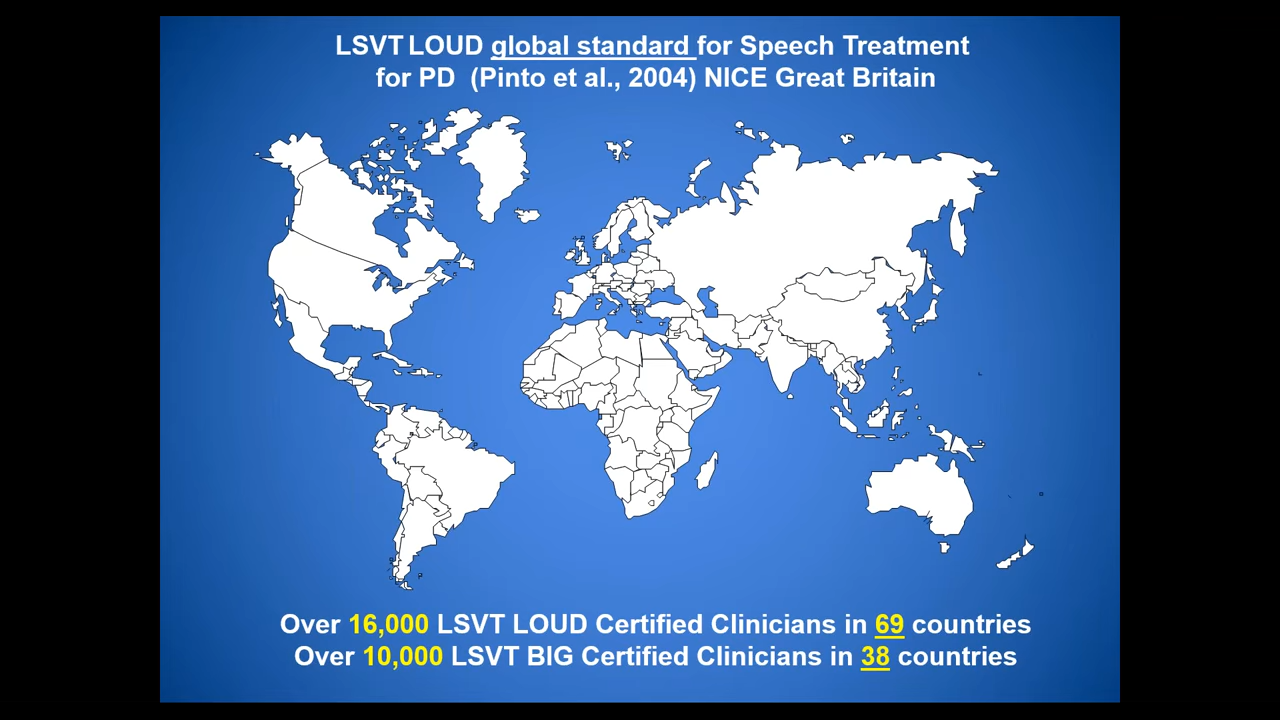 LSVT LOUD global standard for Speech Treatment
for PD (Pinto et al., 2004) NICE Great Britain
Over 16,000 LSVT LOUD Certified Clinicians in 69 countries
Over 10,000 LSVT BIG Certified Clinicians in 38 countries